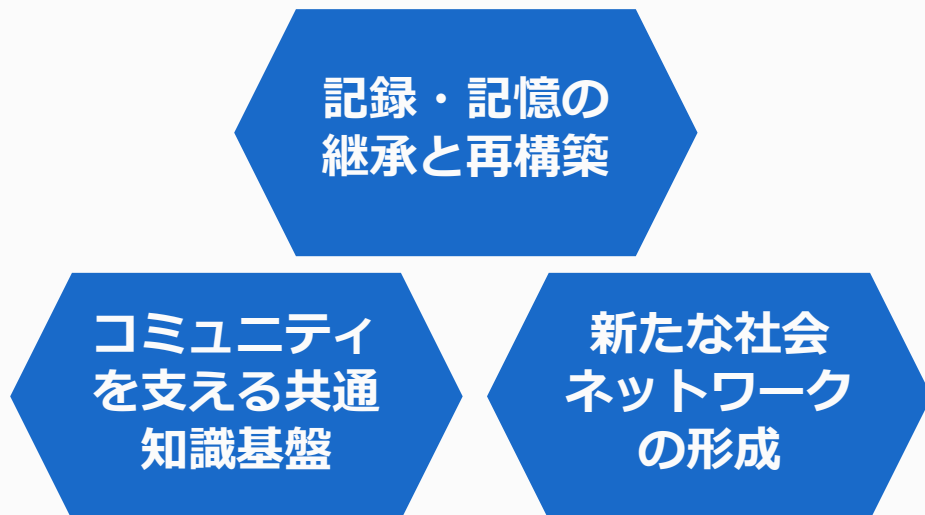 記録・記憶の
継承と再構築
コミュニティ
を支える共通
知識基盤
新たな社会
ネットワーク
の形成